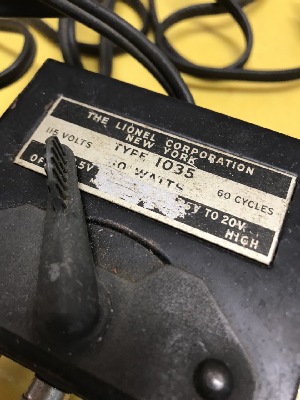 THE LIONEL CORPORATION
NEW YORK
115 VOLTS TYPE 1035 60 CYCLES
WATTS
5V TO 20V
HIGH